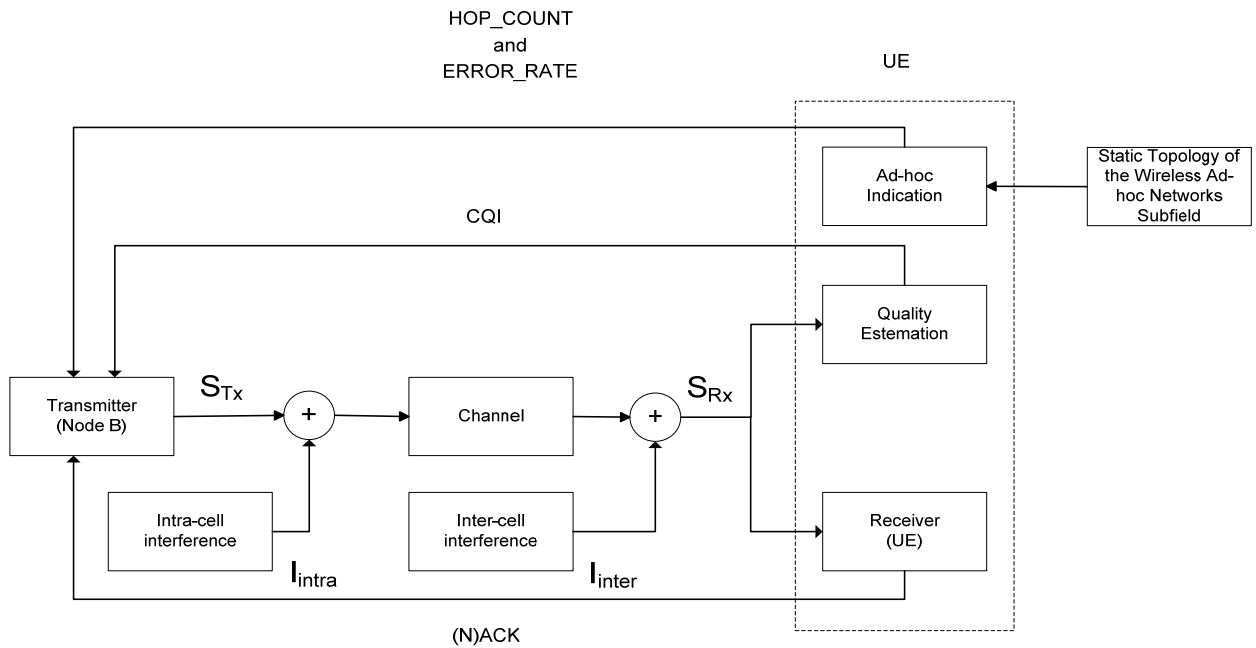 HOP_COUNT
and
ERROR_RATE
UE
Ad-hoc
Indication
Static Topology of
the Wireless Ad-
hoc Networks
Subfield
CQI
Quality
Estemation
Transmitter
(Node B)
STx
+
Channel
+
SRx
Intra-cell
interference
Iintra
Inter-cell
interference
Iinter
Receiver
(UE)
(N)ACK